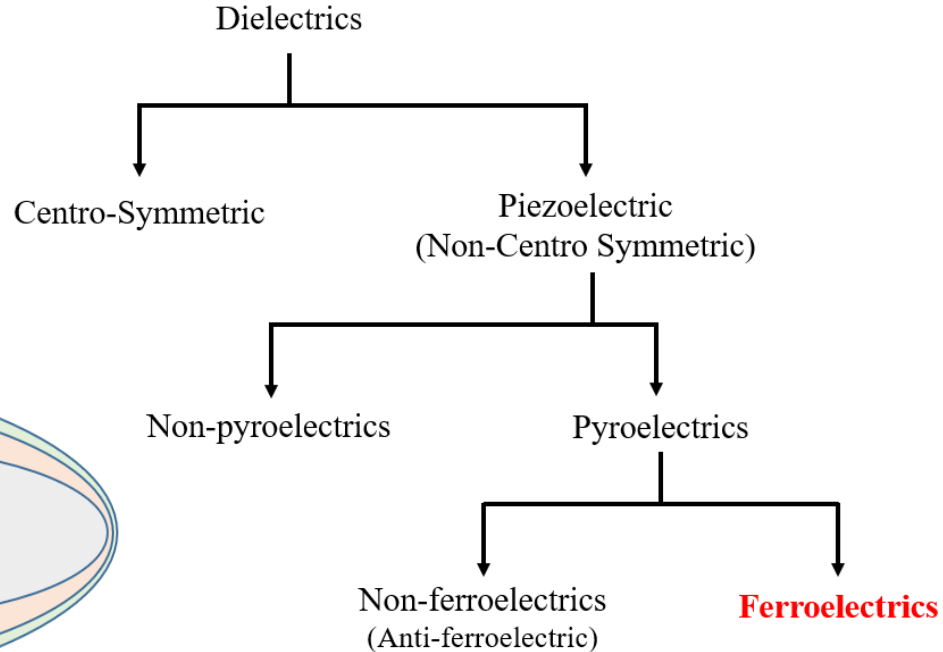 Dielectrics
Centro-Symmetric
Piezoelectric
(Non-Centro Symmetric)
Non-pyroelectrics
Pyroelectrics
Non-ferroelectrics
(Anti-ferroelectric)
Ferroelectrics